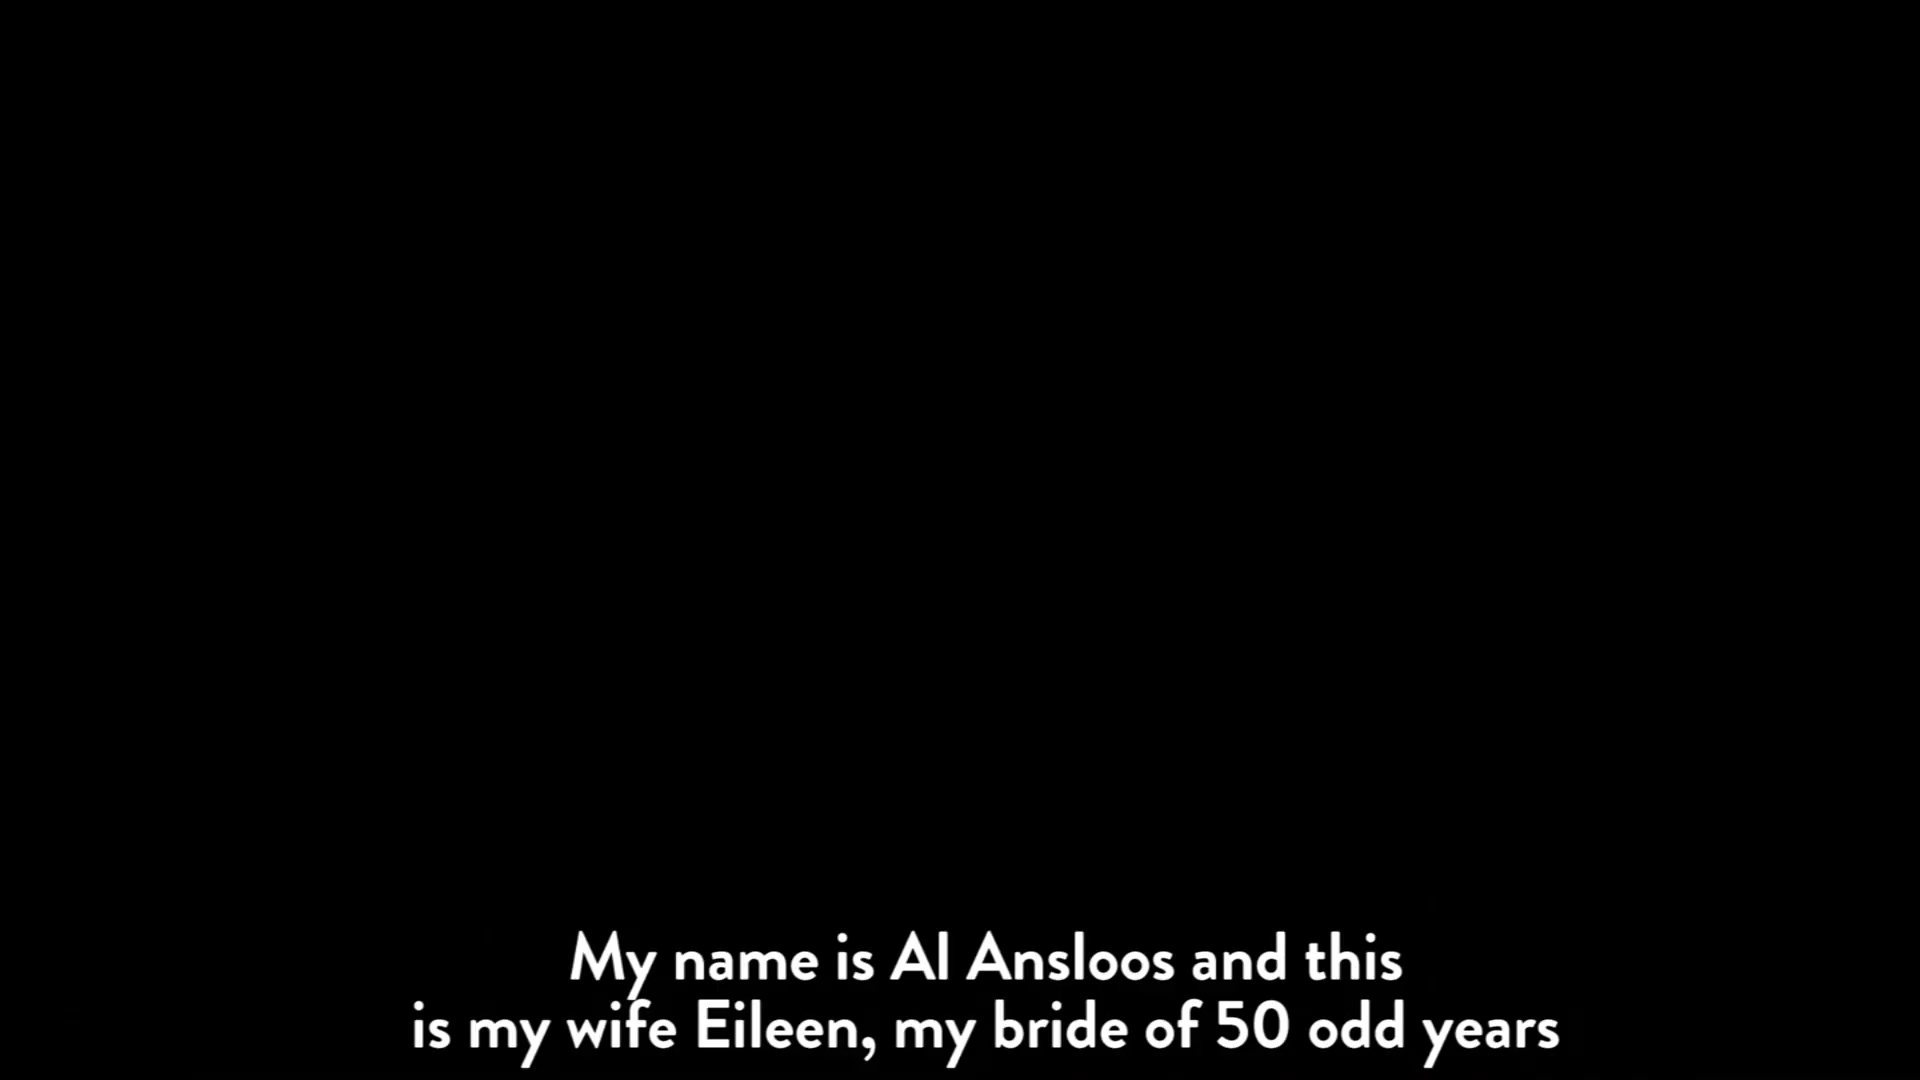 My name is Al Ansloos and this
is my wife Eileen, my bride of 50 odd years